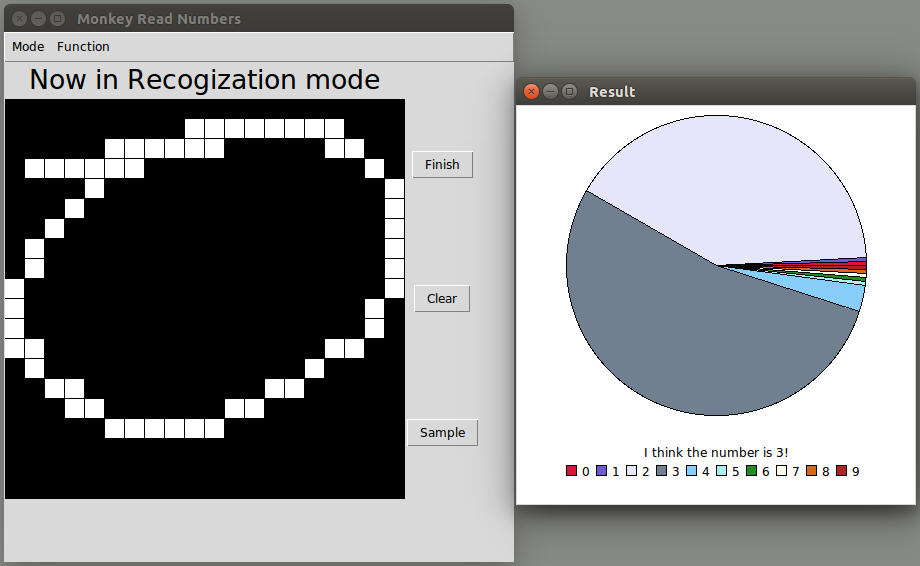 Monkey Read Numbers
Mode Function
Now in Recogization mode
Finish
Clear
Sample
Result
I think the number is 3!
0 1 2 3 4 5 6 7 8 9